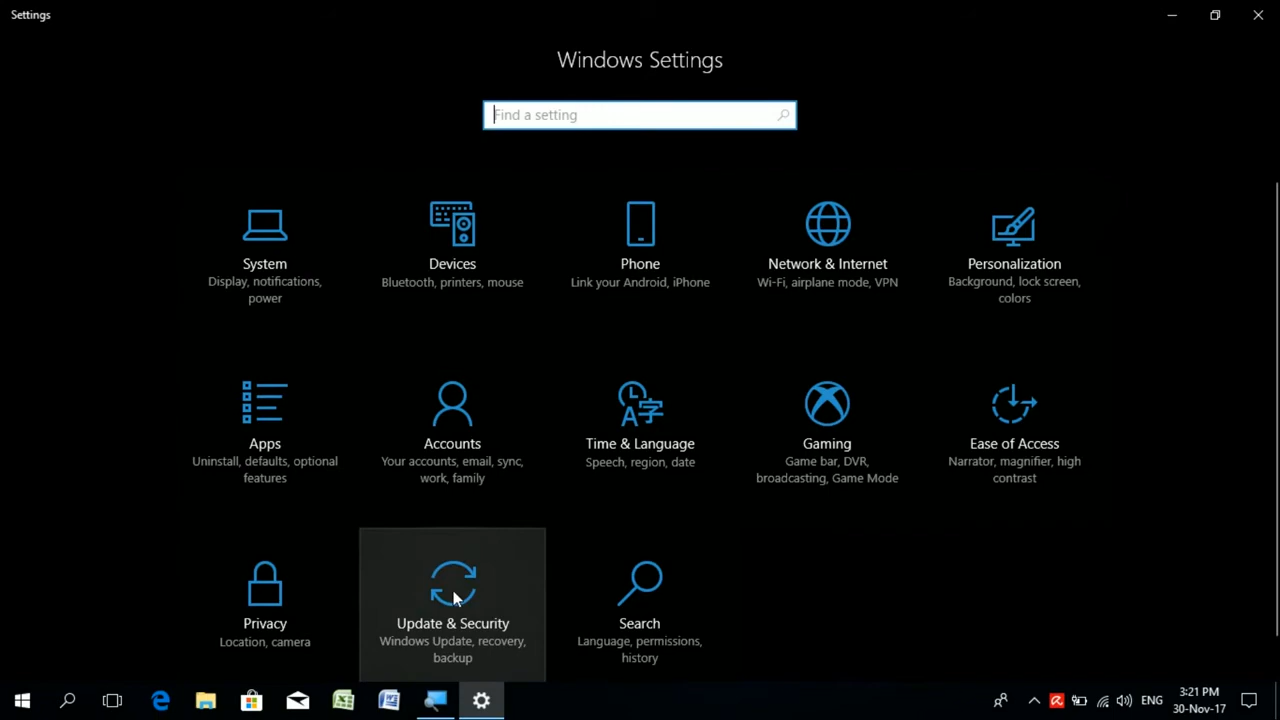 Settings
Windows Settings
Find a setting
System
Display, notifications,
power
Devices
Bluetooth, printers, mouse
Phone
Link your Android, iPhone
Network & Internet
Wi-Fi, airplane mode, VPN
Personalization
Background, lock screen,
colors
Apps
Uninstall, defaults, optional
features
Accounts
Your accounts, email, sync,
work, family
Time & Language
Speech, region, date
Gaming
Game bar, DVR,
broadcasting, Game Mode
Ease of Access
Narrator, magnifier, high
contrast
Privacy
Location, camera
Update & Security
Windows Update, recovery,
backup
Search
Language, permissions,
history
ENG
3:21 PM
30-Nov-17